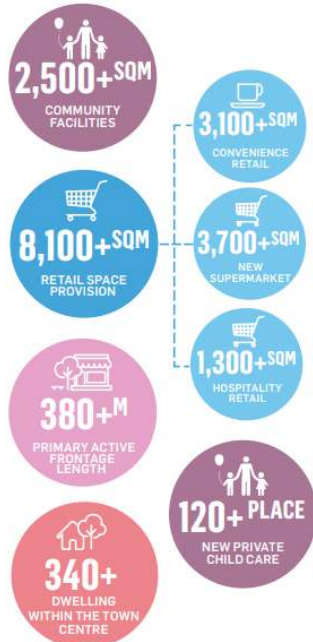 2,500+SQM
COMMUNITY
FACILITIES
8,100+SQM
RETAIL SPACE
PROVISION
3,100+SQM
CONVENIENCE
RETAIL
3,700+SQM
NEW
SUPERMARKET
1,300+SQM
HOSPITALITY
RETAIL
380+M
PRIMARY ACTIVE
FRONTAGE
LENGTH
120+ PLACE
NEW PRIVATE
CHILD CARE
340+
DWELLING
WITHIN THE TOWN
CENTRE